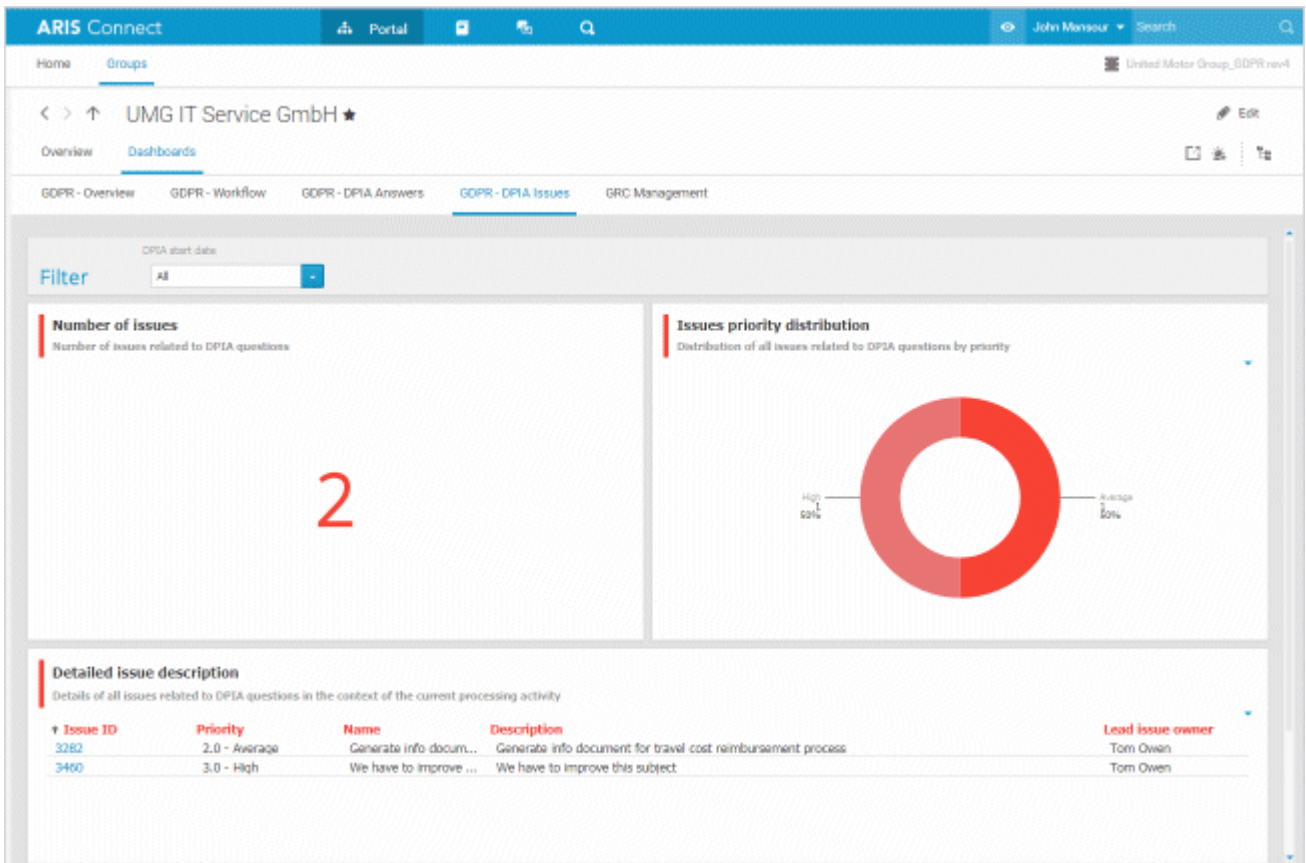 ARIS Connect
Portal
John Mansour
Search
Home Groups
United Motor Group_GDPR rev4
UMG IT Service GmbH
Edit
Overview Dashboards
GDPR - Overview GDPR - Workflow GDPR - DPIA Answers GDPR - DPIA Issues GRC Management
DPIA start date
Filter
All
Number of issues
Number of issues related to DPIA questions
2
Issues priority distribution
Distribution of all issues related to DPIA questions by priority
High
1
50%
Average
1
50%
Detailed issue description
Details of all issues related to DPIA questions in the context of the current processing activity
Issue ID Priority Name Description Lead issue owner
3282 2.0 - Average Generate info docum... Generate info document for travel cost reimbursement process Tom Owen
3460 3.0 - High We have to improve ... We have to improve this subject Tom Owen